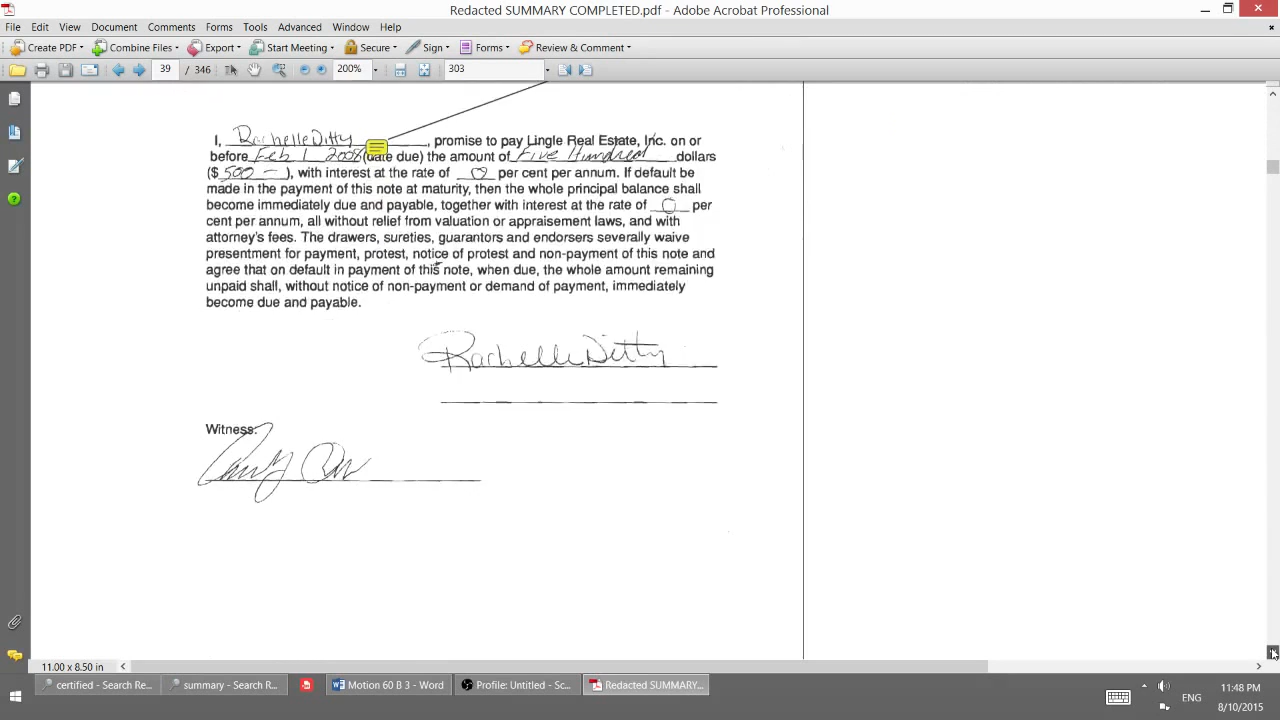 Redacted SUMMARY COMPLETED.pdf - Adobe Acrobat Professional
File Edit View Document Comments Forms Tools Advanced Window Help
Create PDF Combine Files Export Start Meeting Secure Sign Forms Review & Comment
39 / 346 200% 303
I, Rachelle Ditty, promise to pay Lingle Real Estate, Inc. on or
before Feb 1 2008 (date due) the amount of Five Hundred dollars
($ 500 – ), with interest at the rate of 0 per cent per annum. If default be
made in the payment of this note at maturity, then the whole principal balance shall
become immediately due and payable, together with interest at the rate of 0 per
cent per annum, all without relief from valuation or appraisement laws, and with
attorney's fees. The drawers, sureties, guarantors and endorsers severally waive
presentment for payment, protest, notice of protest and non-payment of this note and
agree that on default in payment of this note, when due, the whole amount remaining
unpaid shall, without notice of non-payment or demand of payment, immediately
become due and payable.
Rachelle Ditty
Witness:
11.00 x 8.50 in
certified - Search Re... summary - Search R... Motion 60 B 3 - Word Profile: Untitled - Sc... Redacted SUMMARY...
ENG 11:48 PM
8/10/2015